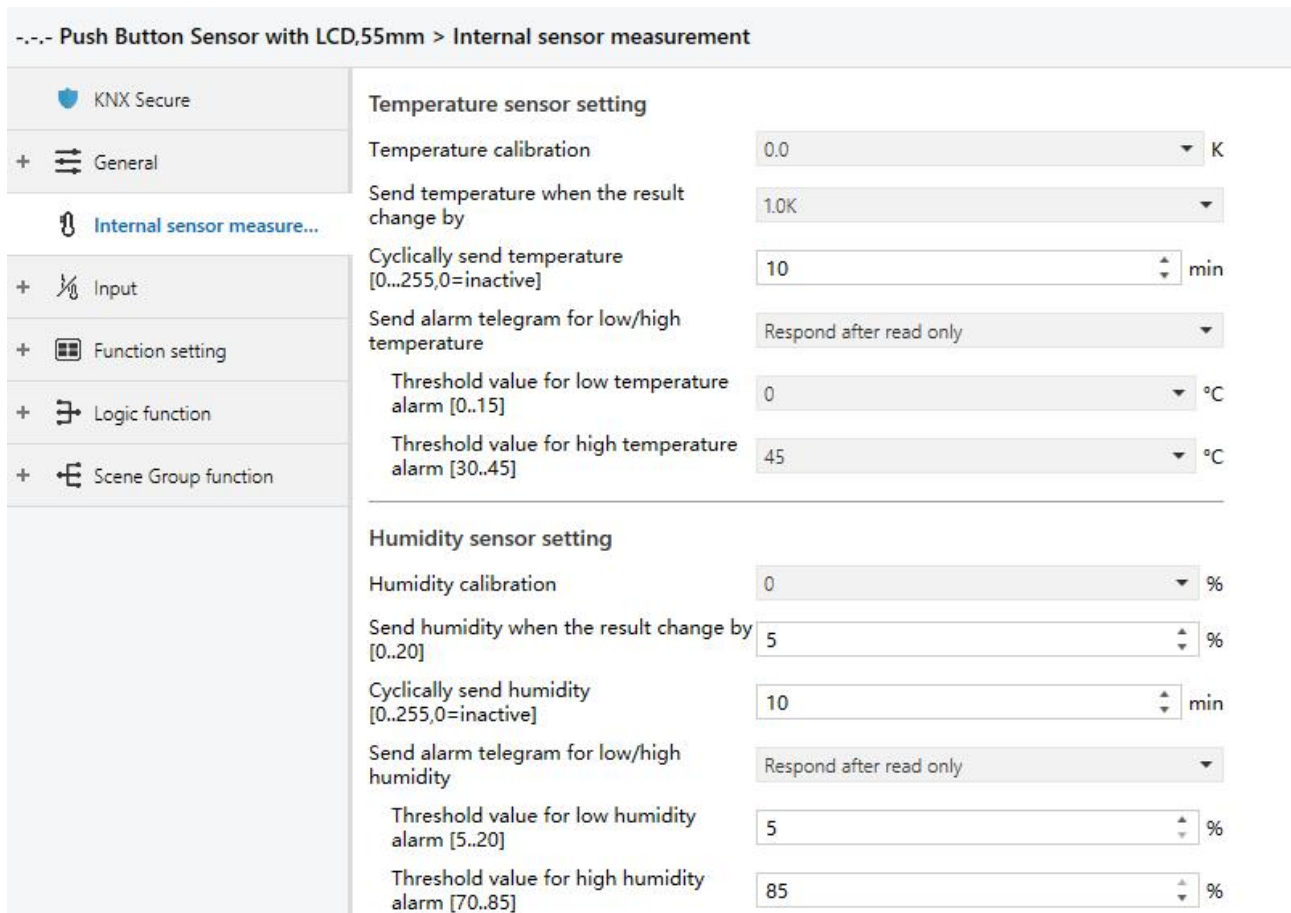 -.-.- Push Button Sensor with LCD,55mm > Internal sensor measurement
KNX Secure
+ General
Internal sensor measure...
+ Input
+ Function setting
+ Logic function
+ Scene Group function
Temperature sensor setting
Temperature calibration 0.0 K
Send temperature when the result
change by 1.0K
Cyclically send temperature
[0...255,0=inactive] 10 min
Send alarm telegram for low/high
temperature Respond after read only
Threshold value for low temperature
alarm [0..15] 0 °C
Threshold value for high temperature
alarm [30..45] 45 °C
Humidity sensor setting
Humidity calibration 0 %
Send humidity when the result change by
[0..20] 5 %
Cyclically send humidity
[0..255,0=inactive] 10 min
Send alarm telegram for low/high
humidity Respond after read only
Threshold value for low humidity
alarm [5..20] 5 %
Threshold value for high humidity
alarm [70..85] 85 %